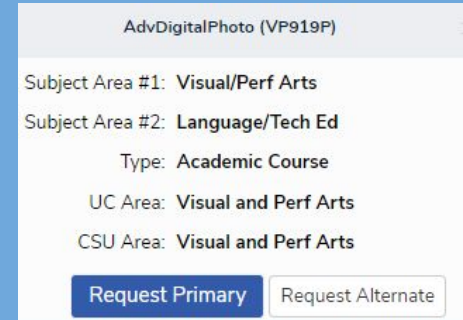 AdvDigitalPhoto (VP919P)
Subject Area #1: Visual/Perf Arts
Subject Area #2: Language/Tech Ed
Type: Academic Course
UC Area: Visual and Perf Arts
CSU Area: Visual and Perf Arts
Request Primary Request Alternate